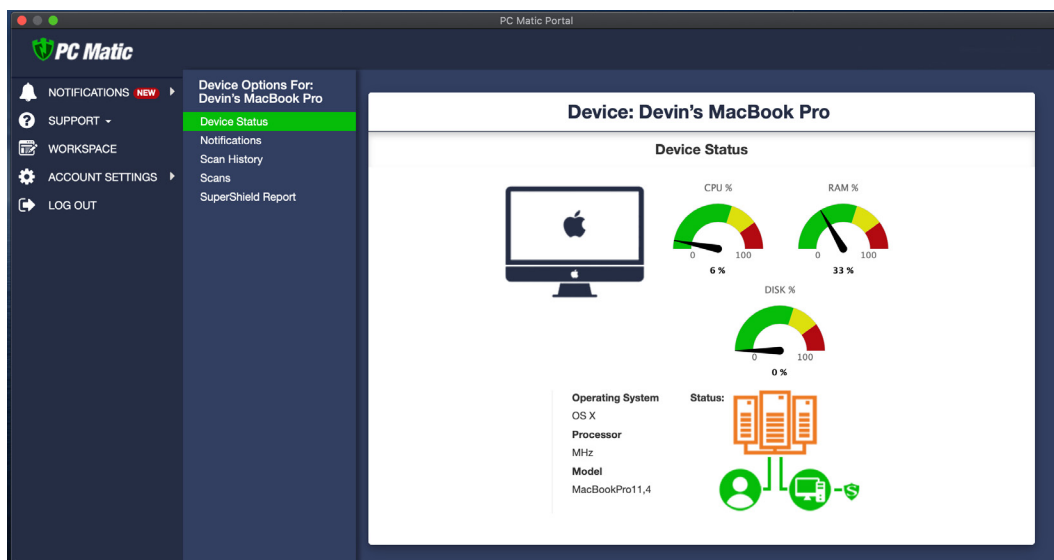 PC Matic Portal
PC Matic
NOTIFICATIONS NEW
SUPPORT
WORKSPACE
ACCOUNT SETTINGS
LOG OUT
Device Options For:
Devin's MacBook Pro
Device Status
Notifications
Scan History
Scans
SuperShield Report
Device: Devin's MacBook Pro
Device Status
CPU %
0 100
6 %
RAM %
0 100
33 %
DISK %
0 100
0 %
Operating System
OS X
Processor
MHz
Model
MacBookPro11,4
Status:
S